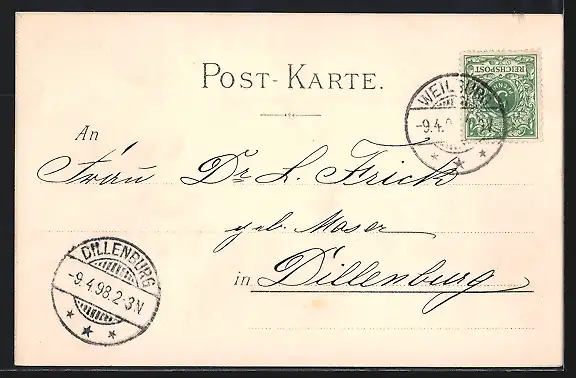 POST-KARTE.
REICHSPOST
WEILBURG
-9.4.
An
Frau Dr. L. Frick
geb. Moser
in Dillenburg
DILLENBURG
-9.4.98.2-3N